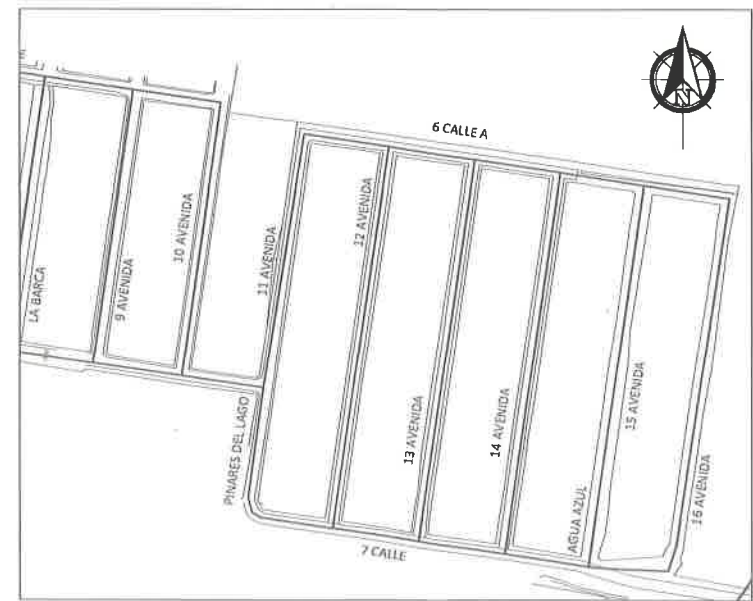 6 CALLE A
N
LA BARCA
9 AVENIDA
10 AVENIDA
11 AVENIDA
12 AVENIDA
13 AVENIDA
14 AVENIDA
15 AVENIDA
16 AVENIDA
PINARES DEL LAGO
AGUA AZUL
7 CALLE